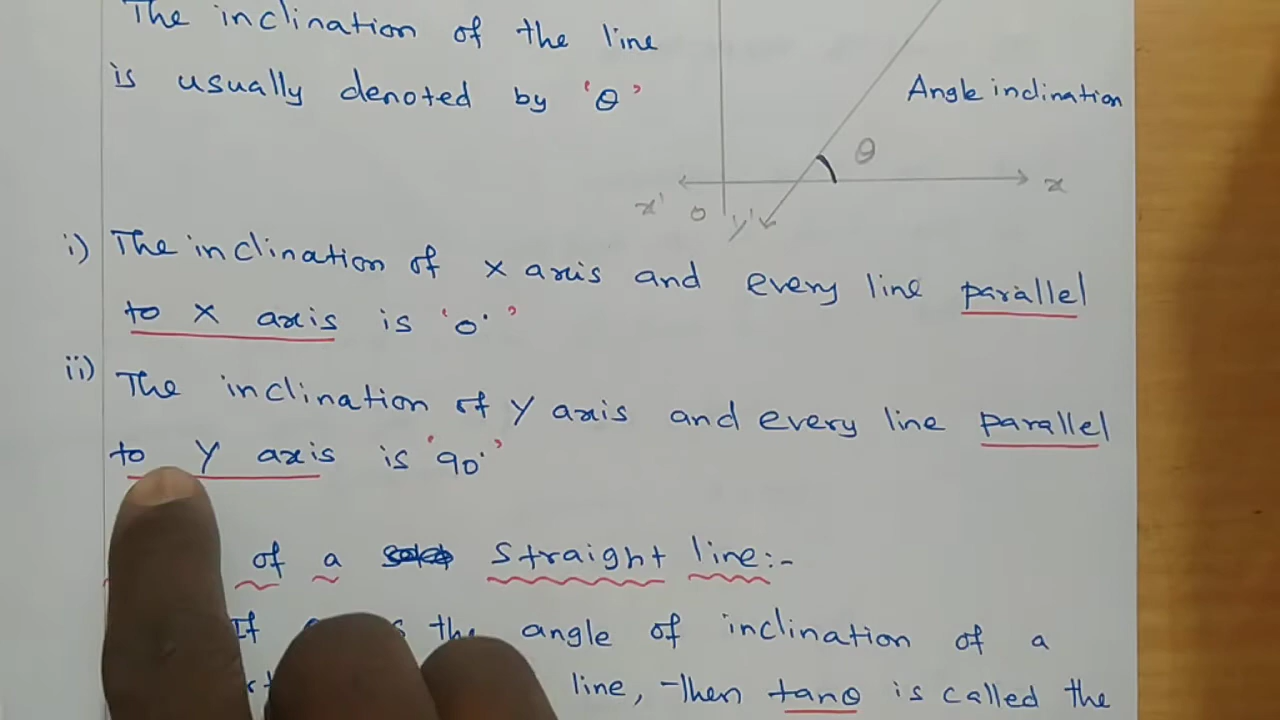 The inclination of the line
is usually denoted by 'θ'
Angle inclination
θ
x' o y' x
i) The inclination of x axis and every line parallel
to x axis is '0°'
ii) The inclination of y axis and every line parallel
to y axis is '90°'
of a straight line:-
If the angle of inclination of a
line, then tanθ is called the